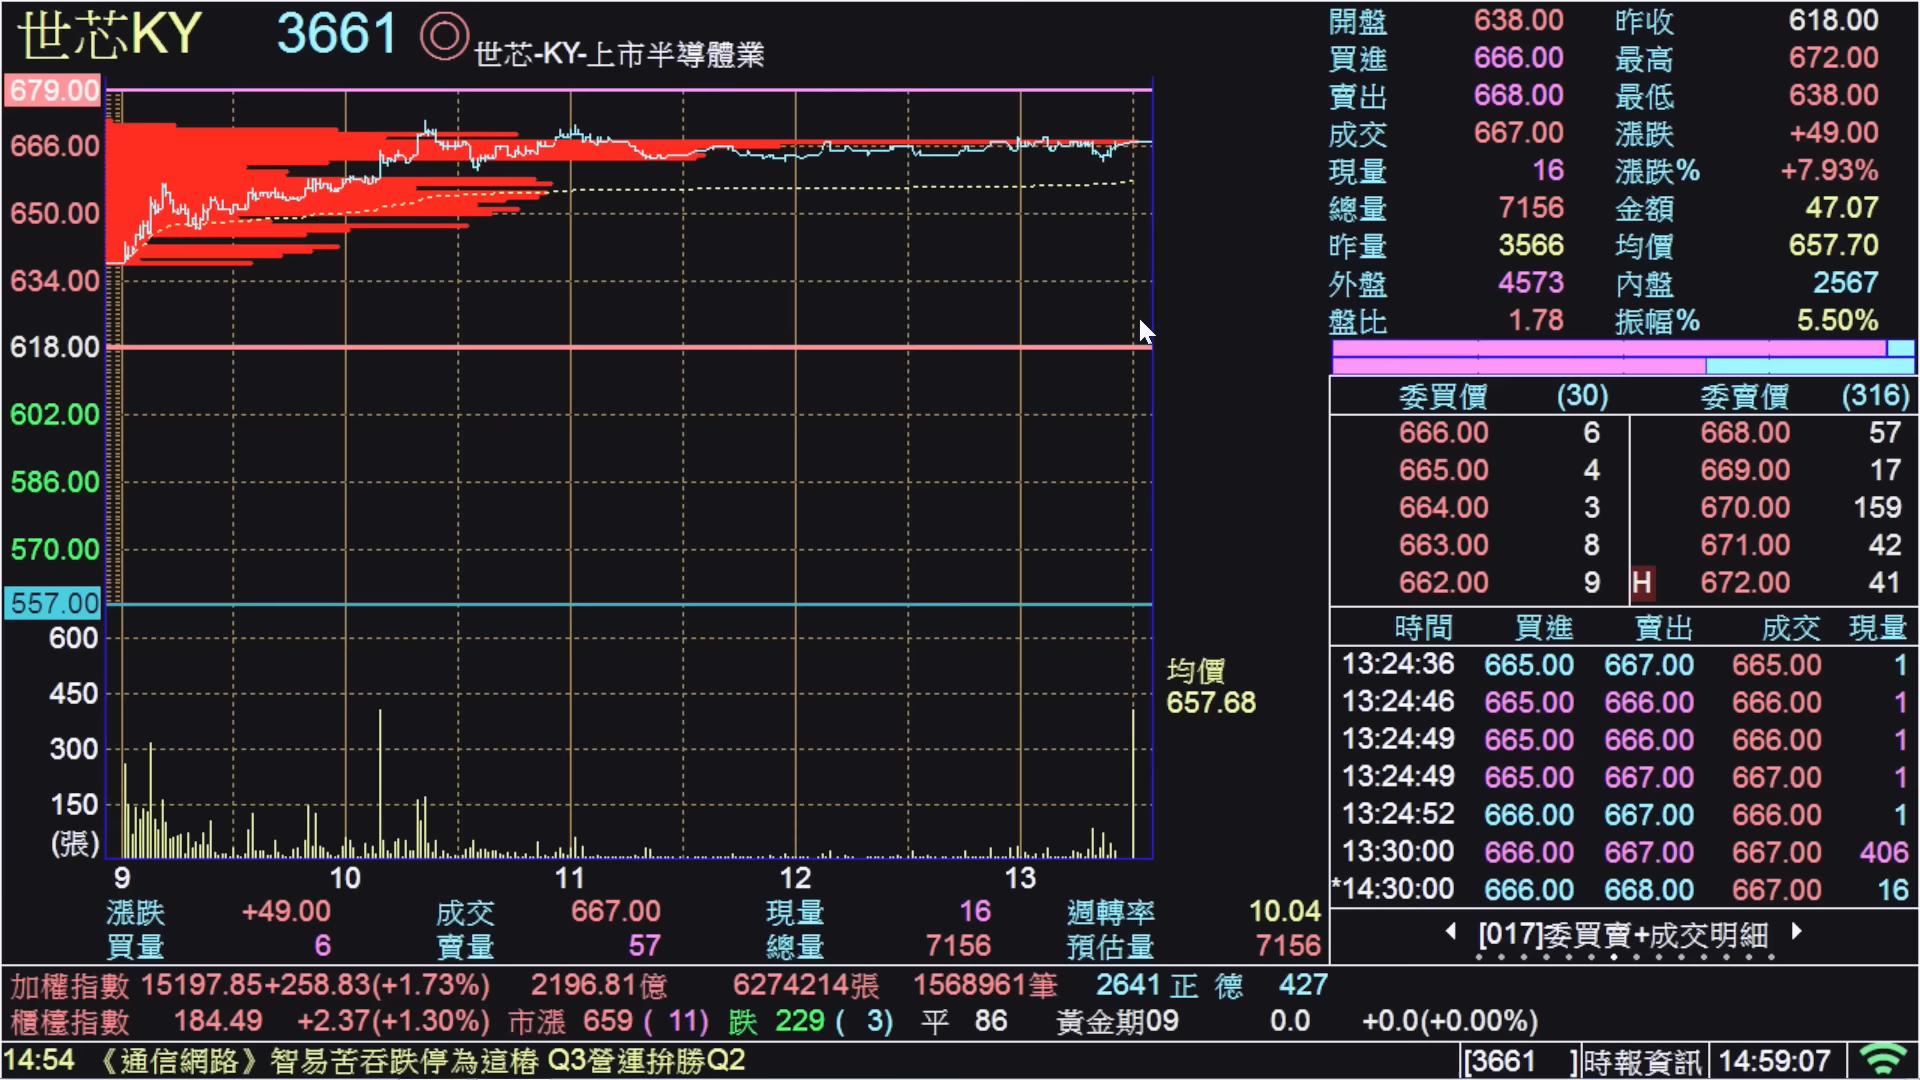 世芯KY 3661 ◎ 世芯-KY-上市半導體業
679.00
666.00
650.00
634.00
618.00
602.00
586.00
570.00
557.00
600
450
300
150
(張)
9 10 11 12 13
均價
657.68
漲跌 +49.00 成交 667.00 現量 16 週轉率 10.04
買量 6 賣量 57 總量 7156 預估量 7156
開盤 638.00 昨收 618.00
買進 666.00 最高 672.00
賣出 668.00 最低 638.00
成交 667.00 漲跌 +49.00
現量 16 漲跌% +7.93%
總量 7156 金額 47.07
昨量 3566 均價 657.70
外盤 4573 內盤 2567
盤比 1.78 振幅% 5.50%
委買價 (30) 委賣價 (316)
666.00 6 668.00 57
665.00 4 669.00 17
664.00 3 670.00 159
663.00 8 671.00 42
662.00 9 H 672.00 41
時間 買進 賣出 成交 現量
13:24:36 665.00 667.00 665.00 1
13:24:46 665.00 666.00 666.00 1
13:24:49 665.00 666.00 666.00 1
13:24:49 665.00 667.00 667.00 1
13:24:52 666.00 667.00 666.00 1
13:30:00 666.00 667.00 667.00 406
*14:30:00 666.00 668.00 667.00 16
[017]委買賣+成交明細
加權指數 15197.85+258.83(+1.73%) 2196.81億 6274214張 1568961筆 2641 正 德 427
櫃檯指數 184.49 +2.37(+1.30%) 市漲 659 ( 11) 跌 229 ( 3) 平 86 黃金期09 0.0 +0.0(+0.00%)
14:54 《通信網路》智易苦吞跌停為這樁 Q3營運拚勝Q2 [3661 ]時報資訊 14:59:07